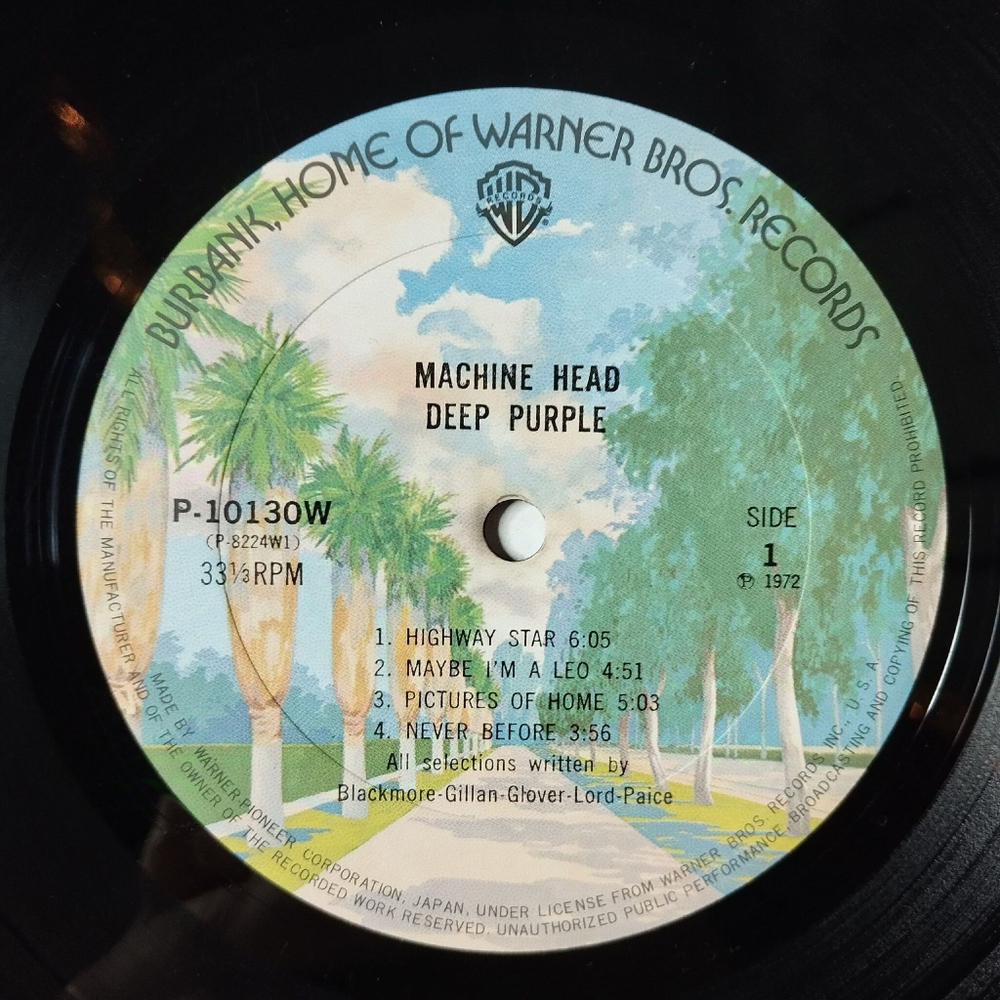 BURBANK, HOME OF WARNER BROS. RECORDS
RECORDS
®
MACHINE HEAD
DEEP PURPLE
P-10130W
(P-8224W1)
33⅓RPM
SIDE
1
Ⓟ 1972
1. HIGHWAY STAR 6:05
2. MAYBE I'M A LEO 4:51
3. PICTURES OF HOME 5:03
4. NEVER BEFORE 3:56
All selections written by
Blackmore-Gillan-Glover-Lord-Paice
MADE BY WARNER-PIONEER CORPORATION, JAPAN, UNDER LICENSE FROM WARNER BROS. RECORDS INC., U. S. A.
ALL RIGHTS OF THE MANUFACTURER AND OF THE OWNER OF THE RECORDED WORK RESERVED. UNAUTHORIZED PUBLIC PERFORMANCE, BROADCASTING AND COPYING OF THIS RECORD PROHIBITED.